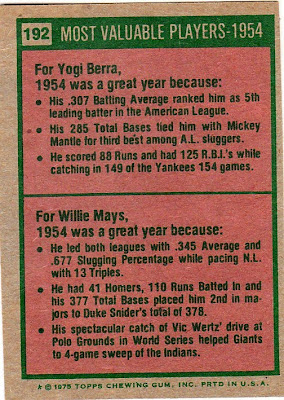 192 MOST VALUABLE PLAYERS-1954
For Yogi Berra,
1954 was a great year because:
● His .307 Batting Average ranked him as 5th
leading batter in the American League.
● His 285 Total Bases tied him with Mickey
Mantle for third best among A.L. sluggers.
● He scored 88 Runs and had 125 R.B.I.'s while
catching in 149 of the Yankees 154 games.
For Willie Mays,
1954 was a great year because:
● He led both leagues with .345 Average and
.677 Slugging Percentage while pacing N.L.
with 13 Triples.
● He had 41 Homers, 110 Runs Batted In and
his 377 Total Bases placed him 2nd in ma-
jors to Duke Snider's total of 378.
● His spectacular catch of Vic Wertz' drive at
Polo Grounds in World Series helped Giants
to 4-game sweep of the Indians.
★ © 1975 TOPPS CHEWING GUM, INC. PRTD IN U.S.A.